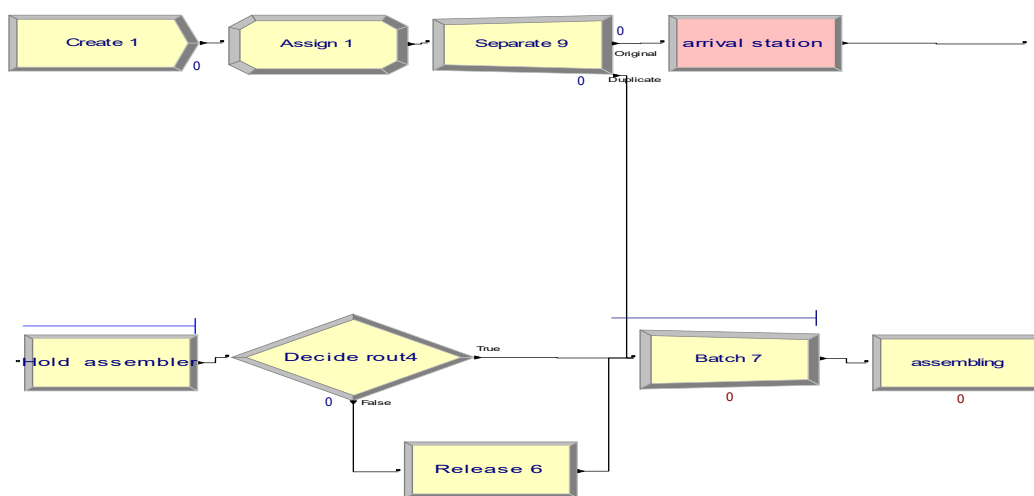 Create 1
0
Assign 1
Separate 9
0
Original
0
Duplicate
arrival station
Hold assembler
Decide rout4
True
0
False
Release 6
Batch 7
0
assembling
0